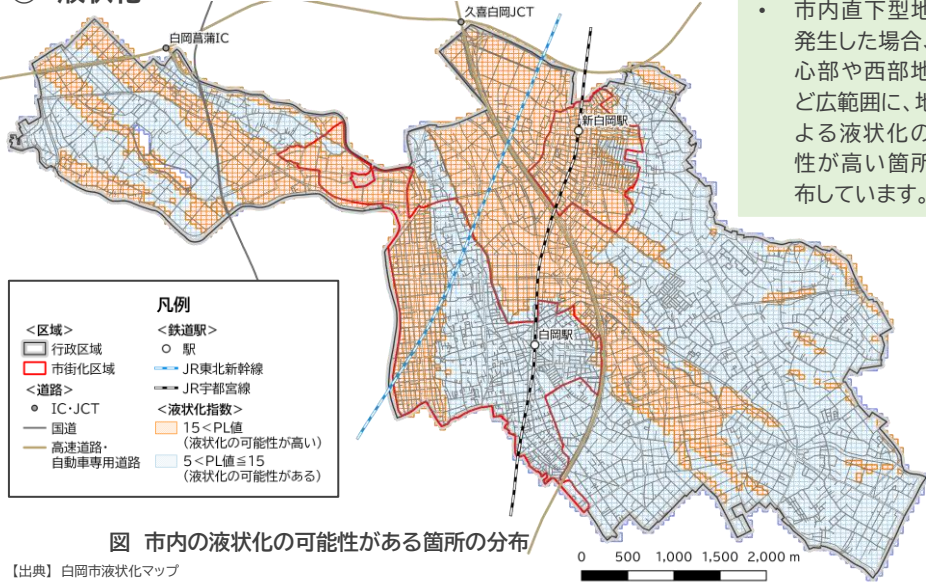 液状化
久喜白岡JCT
白岡菖蒲IC
新白岡駅
白岡駅
・ 市内直下型地
発生した場合、
心部や西部地
ど広範囲に、地
よる液状化の
性が高い箇所
布しています。
凡例
<区域>
行政区域
市街化区域
<道路>
IC・JCT
国道
高速道路・
自動車専用道路
<鉄道駅>
駅
JR東北新幹線
JR宇都宮線
<液状化指数>
15<PL値
(液状化の可能性が高い)
5<PL値≦15
(液状化の可能性がある)
図 市内の液状化の可能性がある箇所の分布
【出典】白岡市液状化マップ
0 500 1,000 1,500 2,000 m